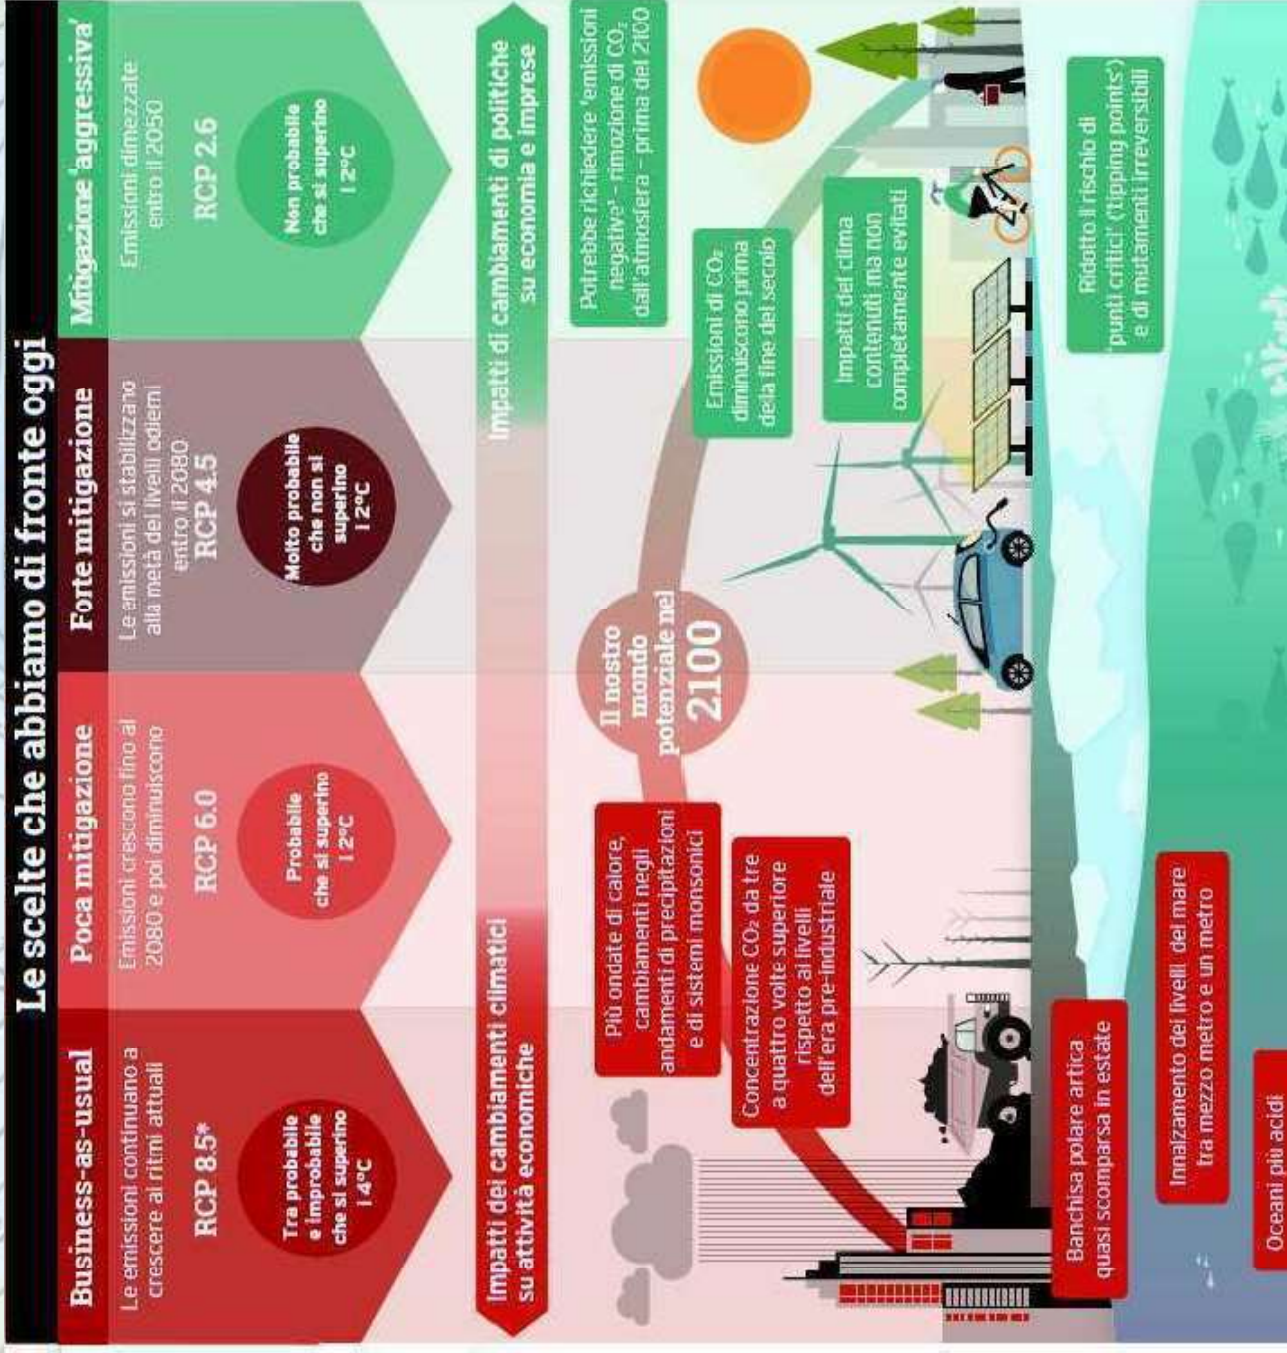 Le scelte che abbiamo di fronte oggi
Business-as-usual
Le emissioni continuano a
crescere ai ritmi attuali
RCP 8.5*
Tra probabile
e improbabile
che si superino
i 4°C
Poca mitigazione
Emissioni crescono fino al
2080 e poi diminuiscono
RCP 6.0
Probabile
che si superino
i 2°C
Forte mitigazione
Le emissioni si stabilizzano
alla metà dei livelli odierni
entro il 2080
RCP 4.5
Molto probabile
che non si
superino
i 2°C
Mitigazione 'aggressiva'
Emissioni dimezzate
entro il 2050
RCP 2.6
Non probabile
che si superino
i 2°C
Impatti dei cambiamenti climatici
su attività economiche
Impatti di cambiamenti di politiche
su economia e imprese
Il nostro
mondo
potenziale nel
2100
Più ondate di calore,
cambiamenti negli
andamenti di precipitazioni
e di sistemi monsonici
Concentrazione CO₂ da tre
a quattro volte superiore
rispetto ai livelli
dell'era pre-industriale
Banchisa polare artica
quasi scomparsa in estate
Innalzamento dei livelli del mare
tra mezzo metro e un metro
Oceani più acidi
Potrebbe richiedere 'emissioni
negative' - rimozione di CO₂
dall'atmosfera - prima del 2100
Emissioni di CO₂
diminuiscono prima
della fine del secolo
Impatti del clima
contenuti ma non
completamente evitati
Ridotto il rischio di
'punti critici' ('tipping points')
e di mutamenti irreversibili